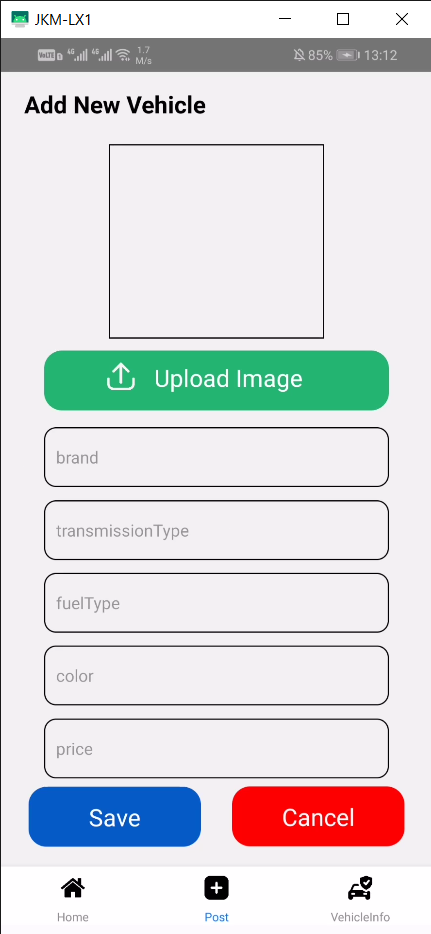 JKM-LX1
VoLTE 4G 4G 1.7 M/s 85% 13:12
Add New Vehicle
Upload Image
brand
transmissionType
fuelType
color
price
Save Cancel
Home Post VehicleInfo